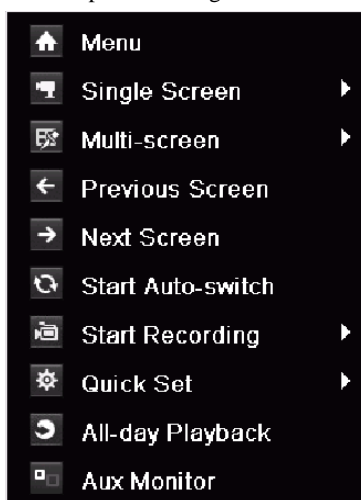 Menu
Single Screen
Multi-screen
Previous Screen
Next Screen
Start Auto-switch
Start Recording
Quick Set
All-day Playback
Aux Monitor